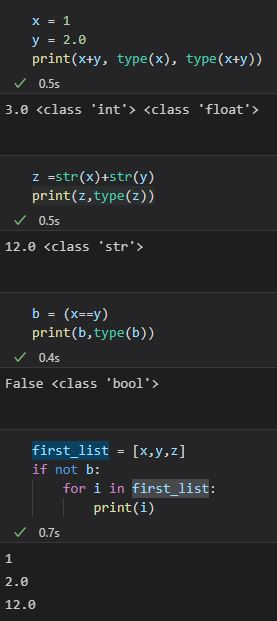 x = 1
y = 2.0
print(x+y, type(x), type(x+y))
0.5s
3.0 <class 'int'> <class 'float'>
z =str(x)+str(y)
print(z,type(z))
0.5s
12.0 <class 'str'>
b = (x==y)
print(b,type(b))
0.4s
False <class 'bool'>
first_list = [x,y,z]
if not b:
    for i in first_list:
        print(i)
0.7s
1
2.0
12.0